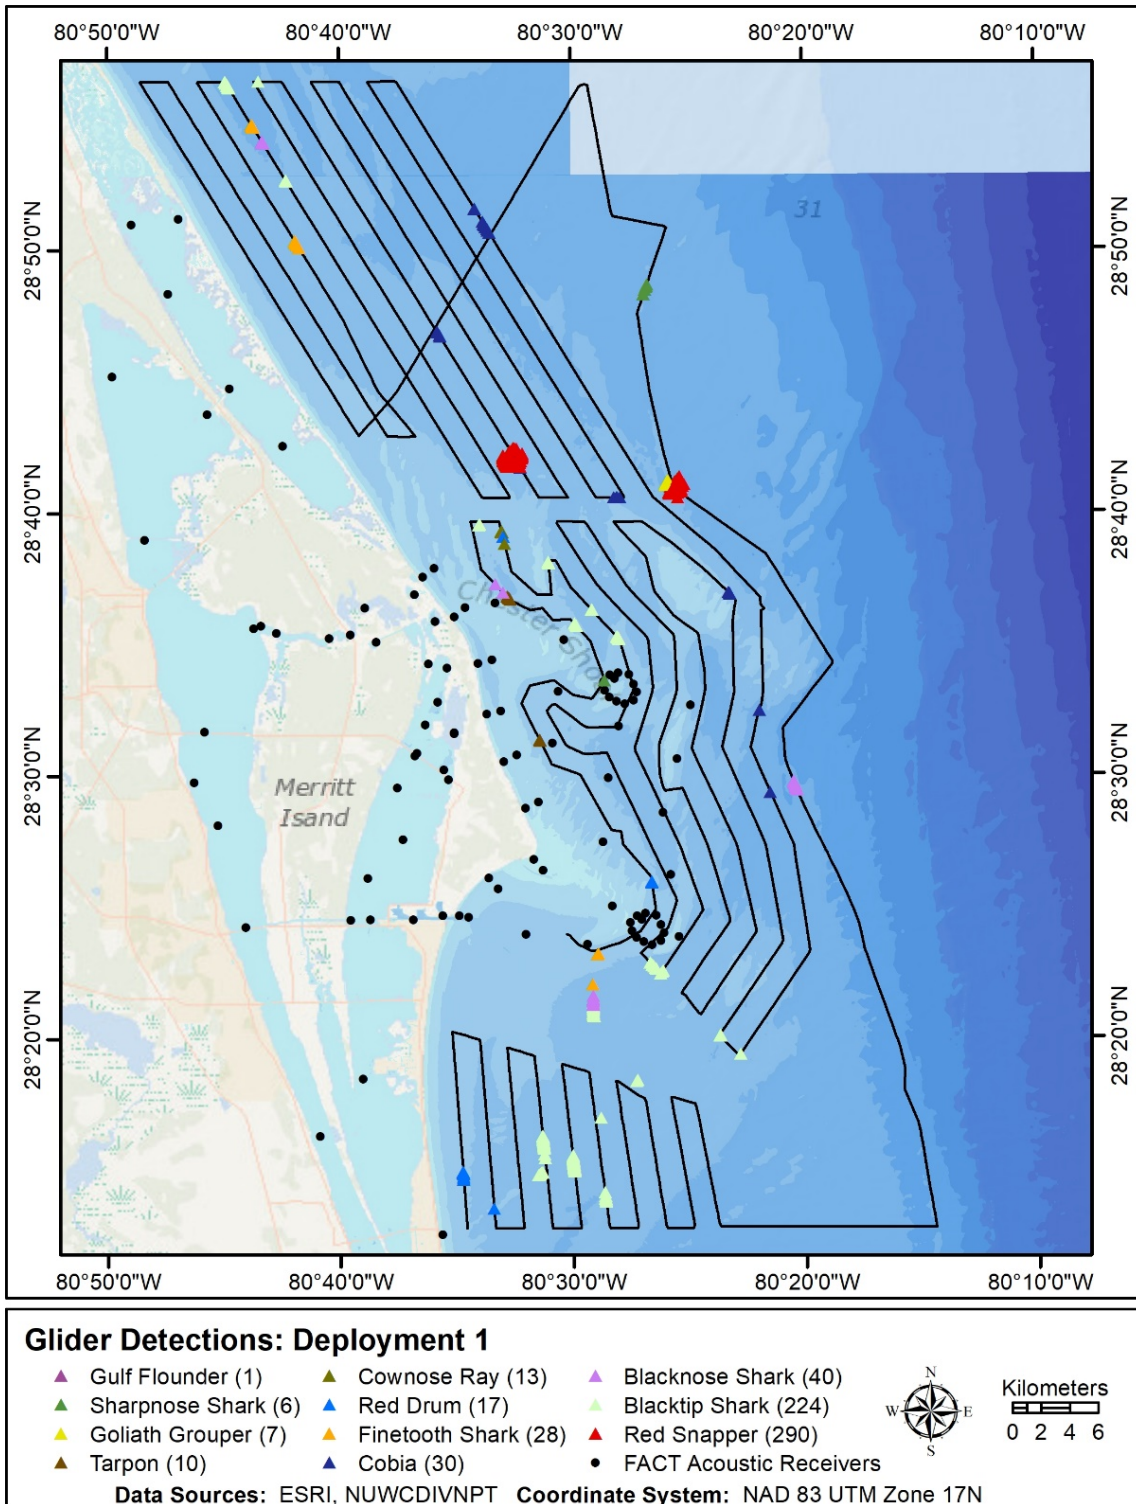 80°50'0"W 80°40'0"W 80°30'0"W 80°20'0"W 80°10'0"W
31
28°50'0"N 28°50'0"N
28°40'0"N 28°40'0"N
Chester Shoal
28°30'0"N 28°30'0"N
Merritt
Isand
28°20'0"N 28°20'0"N
80°50'0"W 80°40'0"W 80°30'0"W 80°20'0"W 80°10'0"W
Glider Detections: Deployment 1
Gulf Flounder (1) Cownose Ray (13) Blacknose Shark (40)
Sharpnose Shark (6) Red Drum (17) Blacktip Shark (224)
Goliath Grouper (7) Finetooth Shark (28) Red Snapper (290)
Tarpon (10) Cobia (30) FACT Acoustic Receivers
N
W E
S
Kilometers
0 2 4 6
Data Sources: ESRI, NUWCDIVNPT Coordinate System: NAD 83 UTM Zone 17N